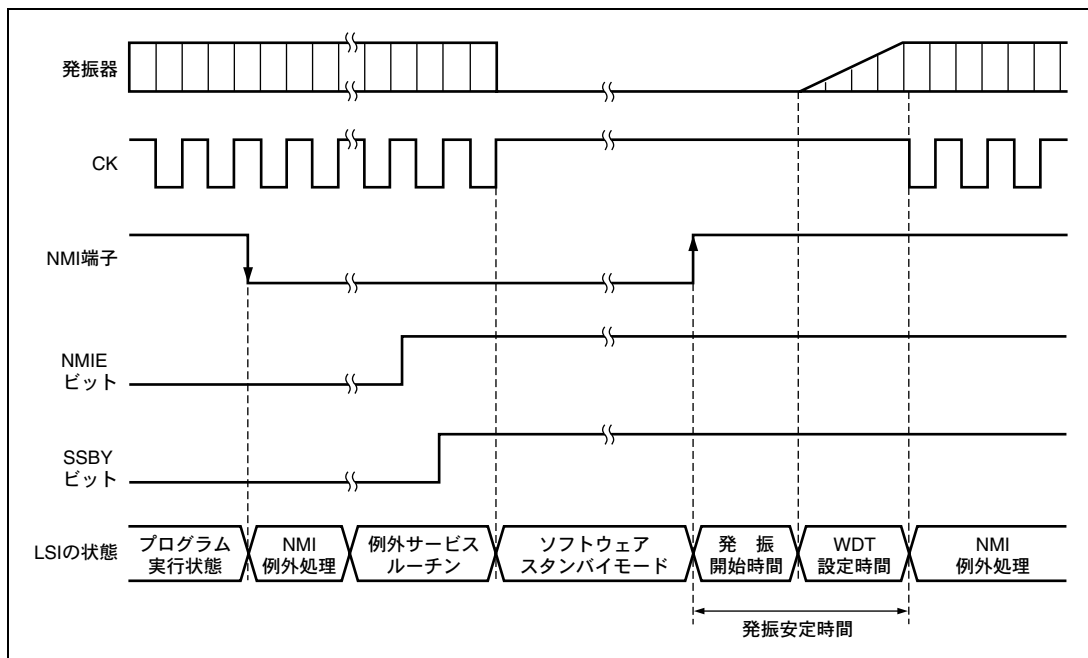 発振器
CK
NMI端子
NMIE
ビット
SSBY
ビット
LSIの状態
プログラム
実行状態
NMI
例外処理
例外サービス
ルーチン
ソフトウェア
スタンバイモード
発 振
開始時間
WDT
設定時間
NMI
例外処理
発振安定時間